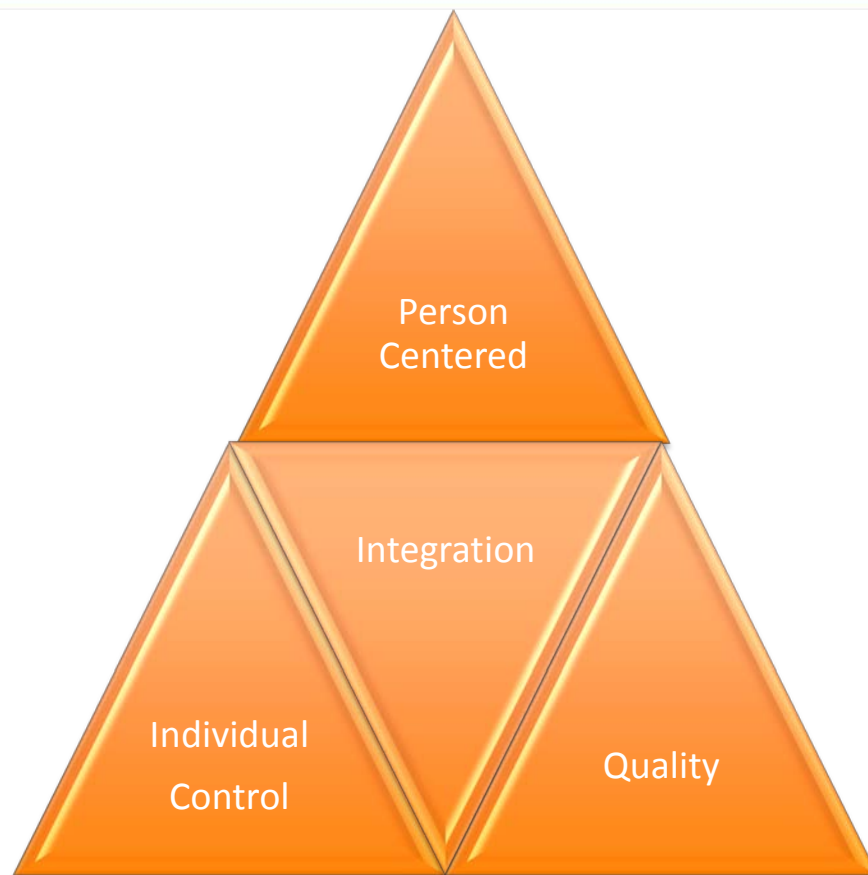 Person
Centered
Integration
Individual
Control
Quality